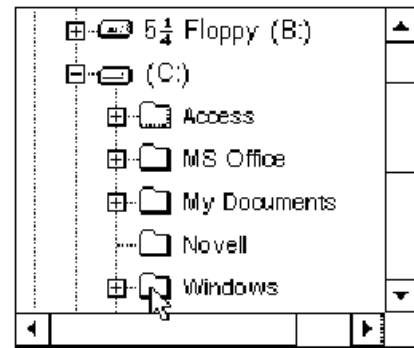 5¼ Floppy (B:)
(C:)
Access
MS Office
My Documents
Novell
Windows